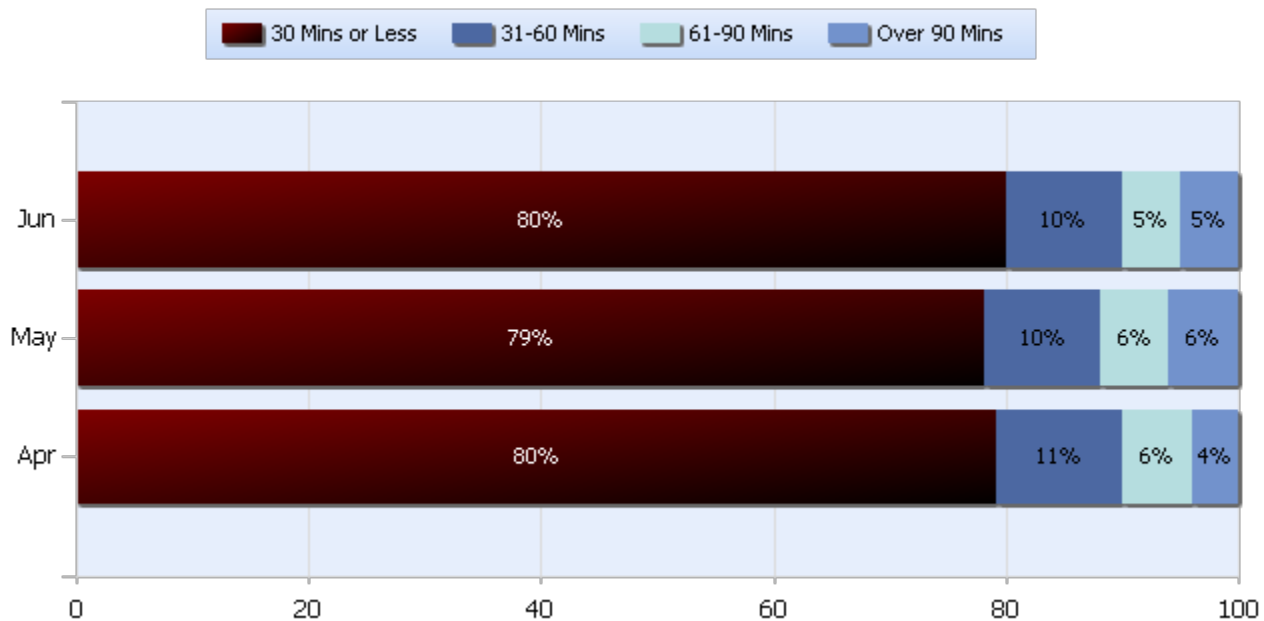 30 Mins or Less 31-60 Mins 61-90 Mins Over 90 Mins
Jun 80% 10% 5% 5%
May 79% 10% 6% 6%
Apr 80% 11% 6% 4%
0 20 40 60 80 100